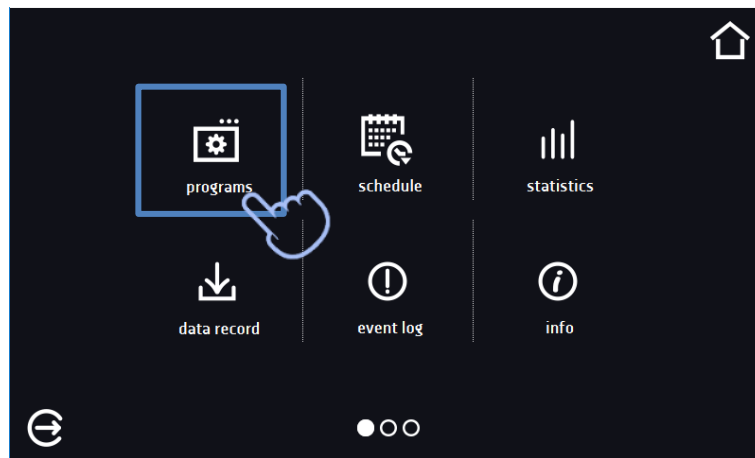 programs
schedule
statistics
data record
event log
info